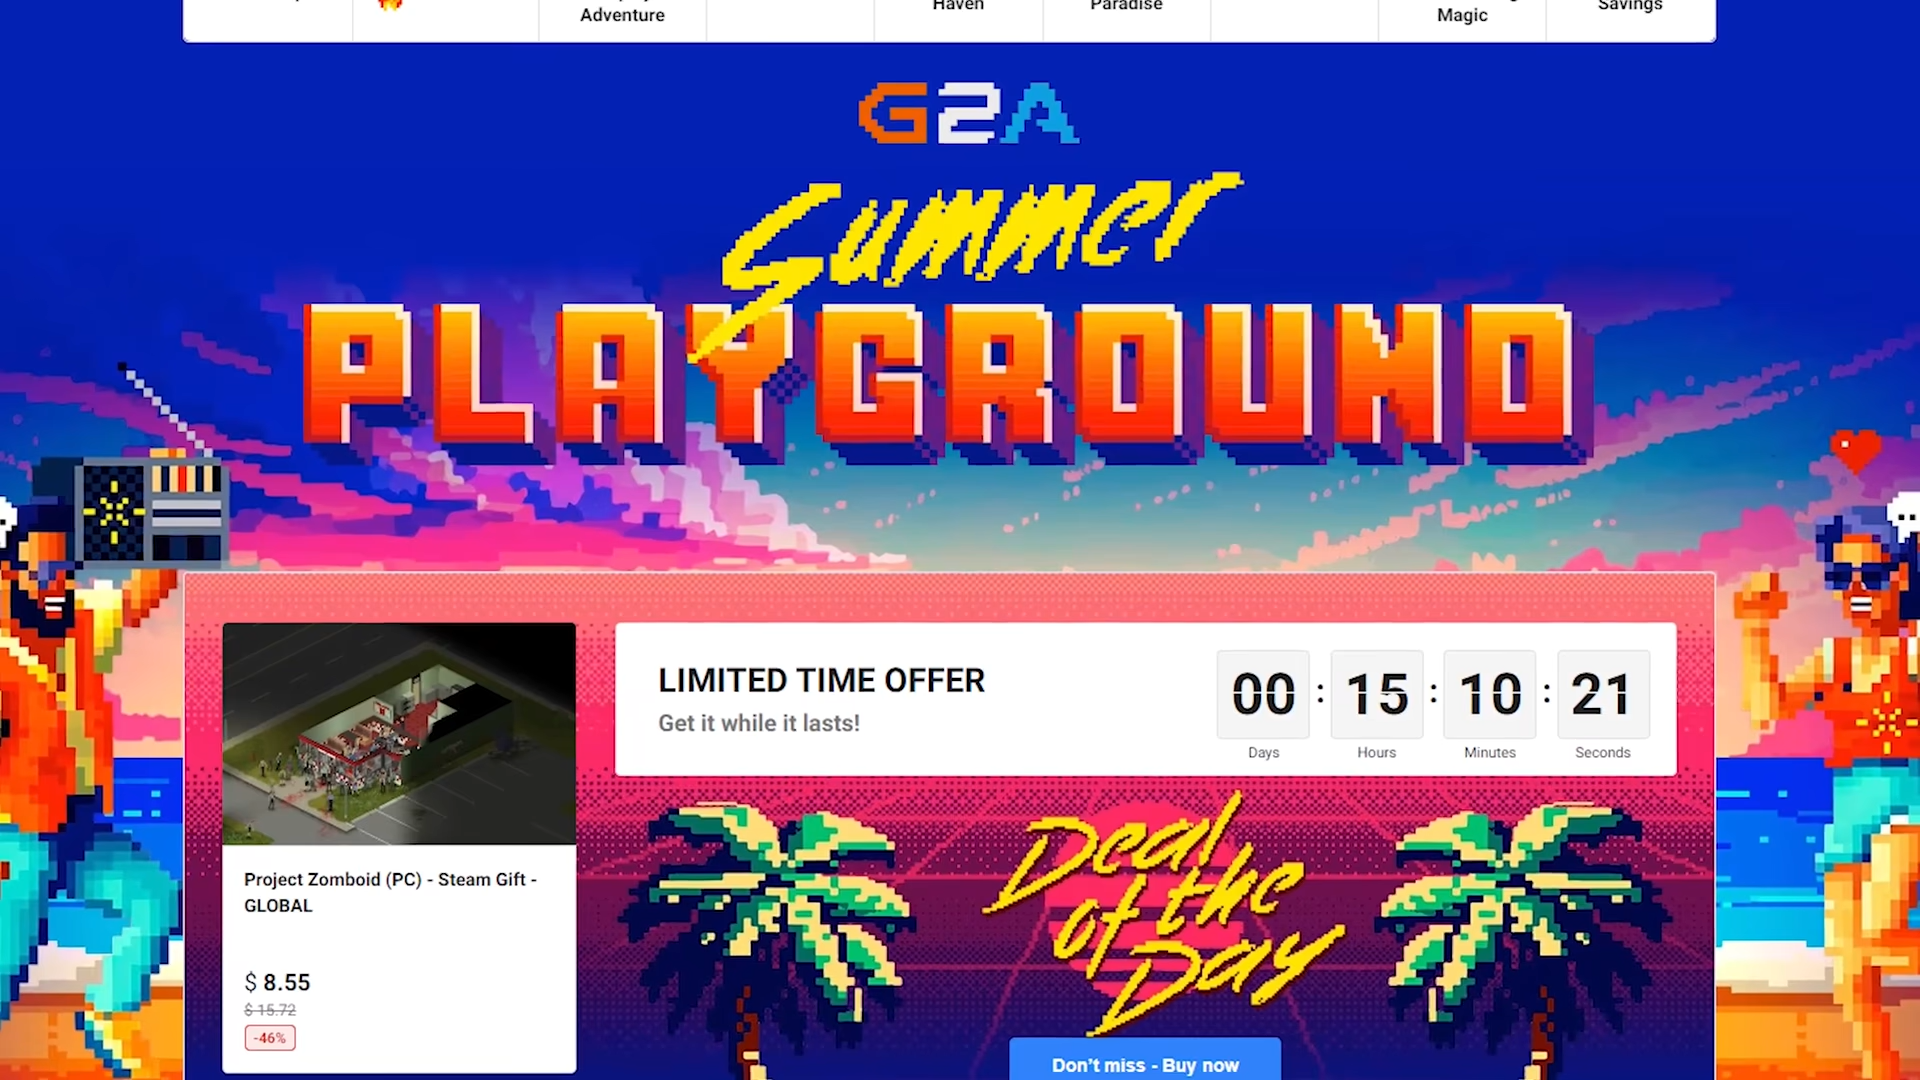 Adventure
Haven
Paradise
Magic
Savings
G2A
Summer
PLAYGROUND
LIMITED TIME OFFER
Get it while it lasts!
00 : 15 : 10 : 21
Days Hours Minutes Seconds
Project Zomboid (PC) - Steam Gift -
GLOBAL
$ 8.55
$ 15.72
-46%
Deal
of the
Day
Don't miss - Buy now